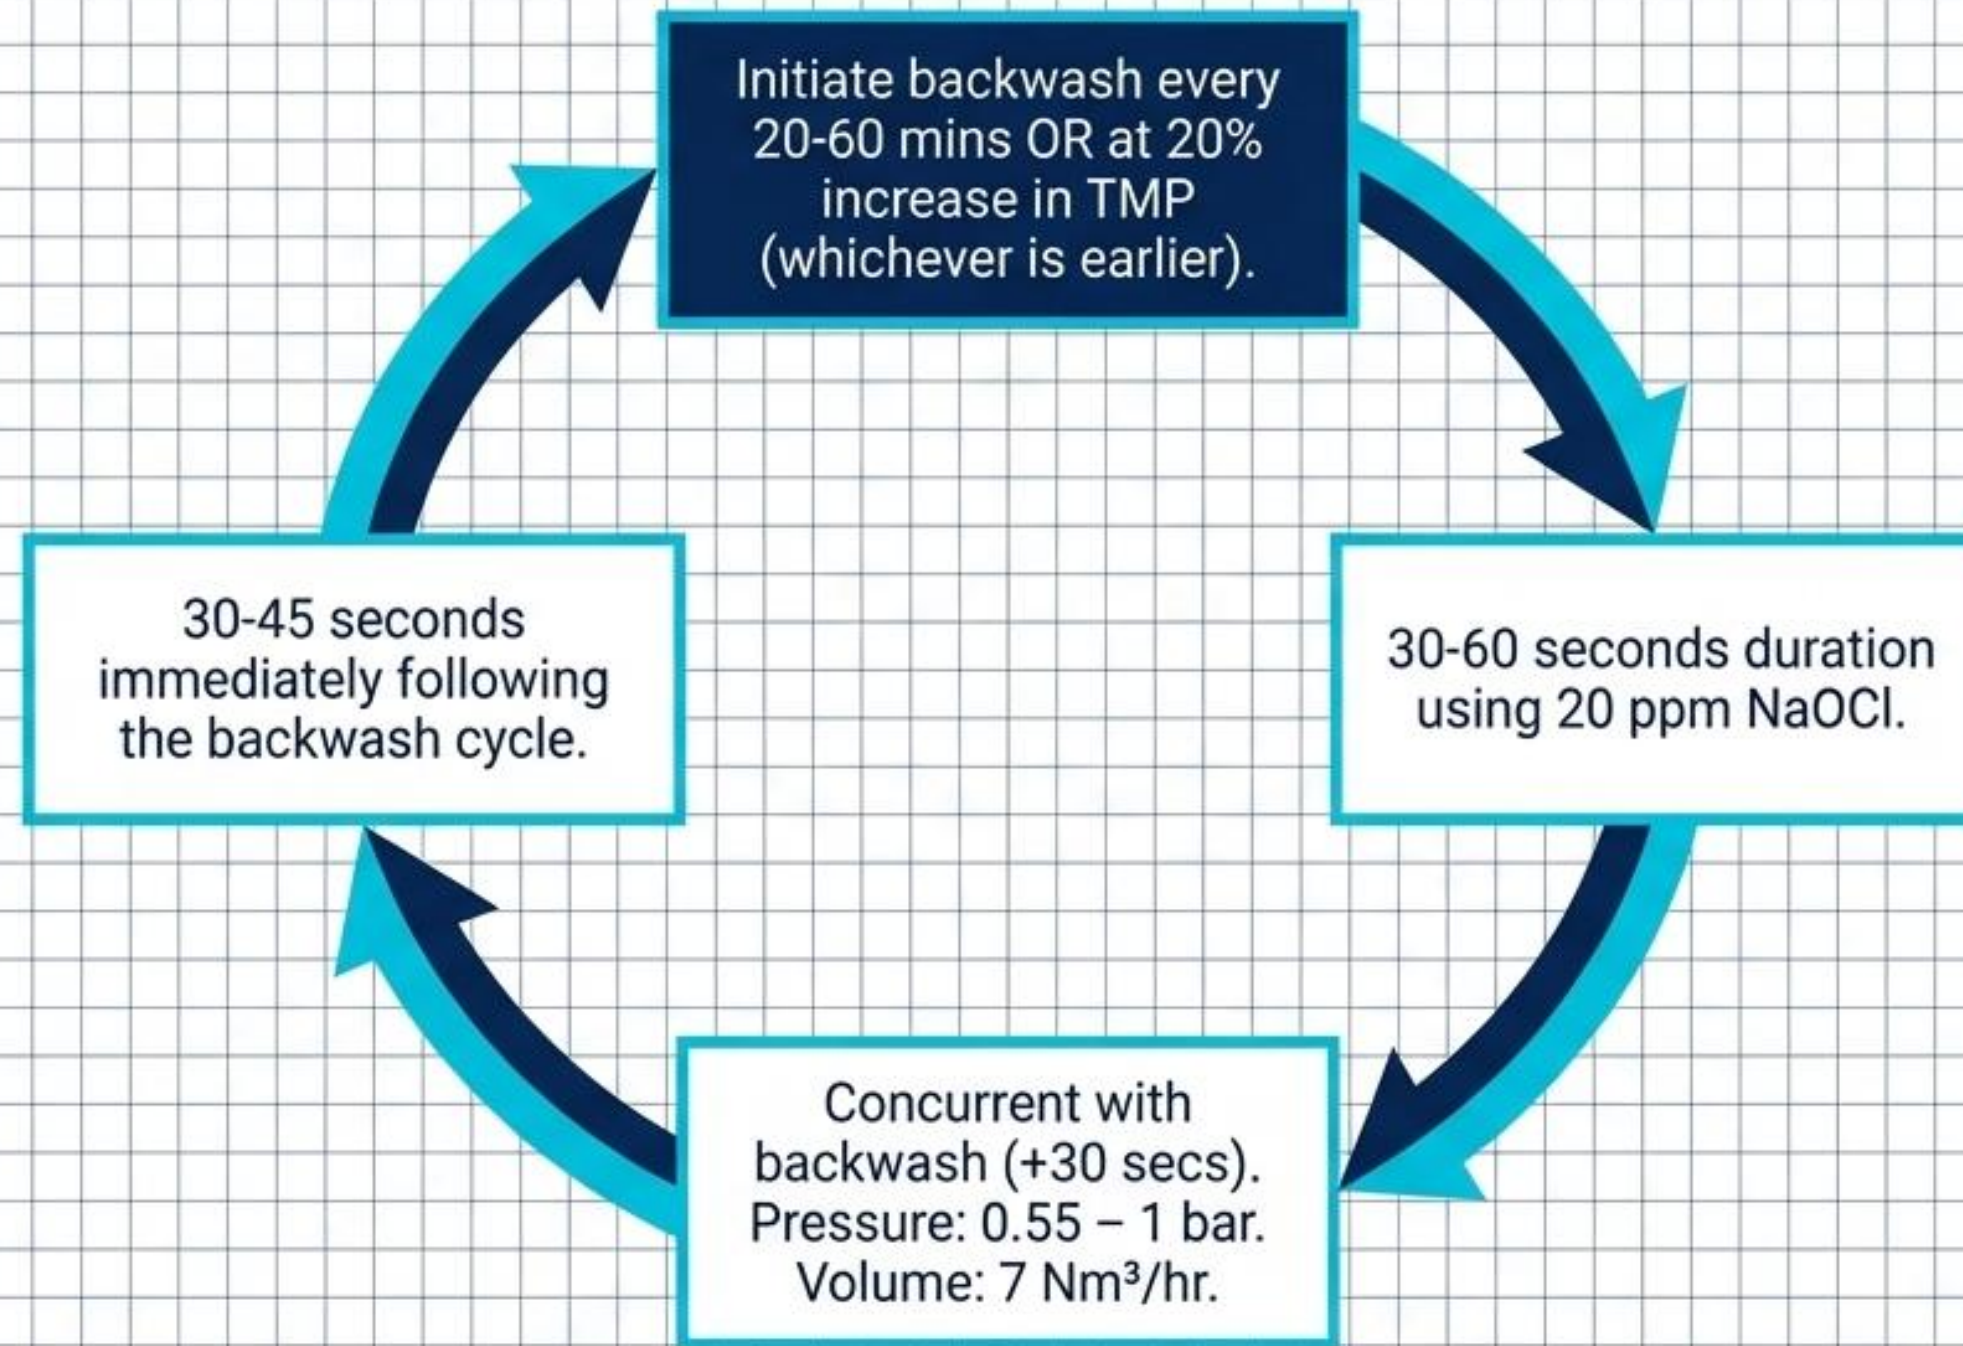 Initiate backwash every
20-60 mins OR at 20%
increase in TMP
(whichever is earlier).
30-60 seconds duration
using 20 ppm NaOCl.
Concurrent with
backwash (+30 secs).
Pressure: 0.55 – 1 bar.
Volume: 7 Nm³/hr.
30-45 seconds
immediately following
the backwash cycle.